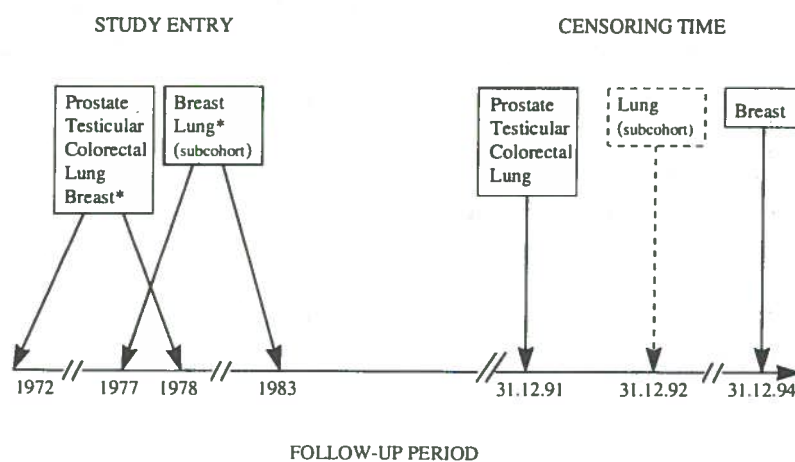 STUDY ENTRY
CENSORING TIME
Prostate
Testicular
Colorectal
Lung
Breast*
Breast
Lung*
(subcohort)
Prostate
Testicular
Colorectal
Lung
Lung
(subcohort)
Breast
1972
1977
1978
1983
31.12.91
31.12.92
31.12.94
FOLLOW-UP PERIOD